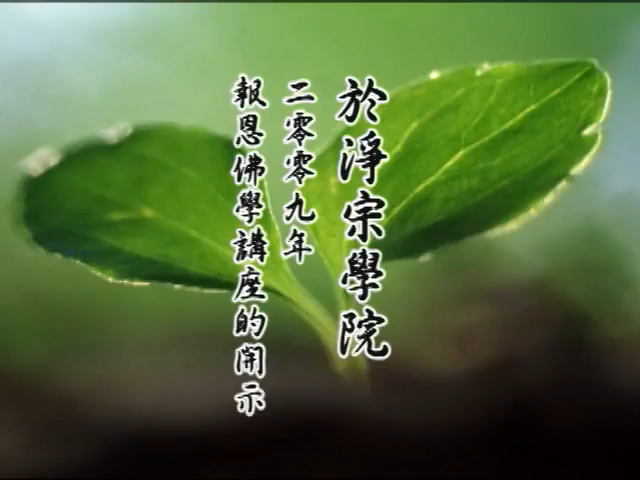 於淨宗學院
二零零九年
報恩佛學講座的開示